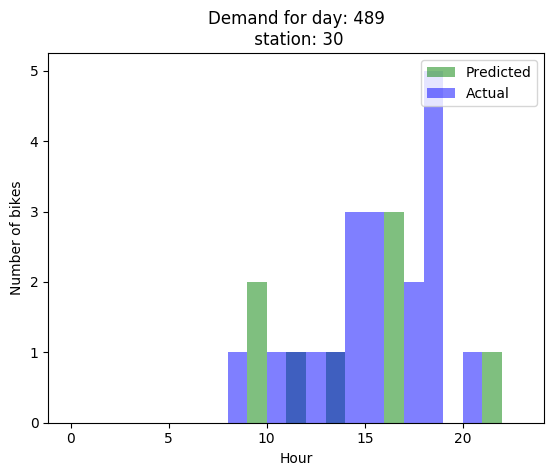 Demand for day: 489
station: 30
Predicted
Actual
Number of bikes
5
4
3
2
1
0
0
5
10
15
20
Hour